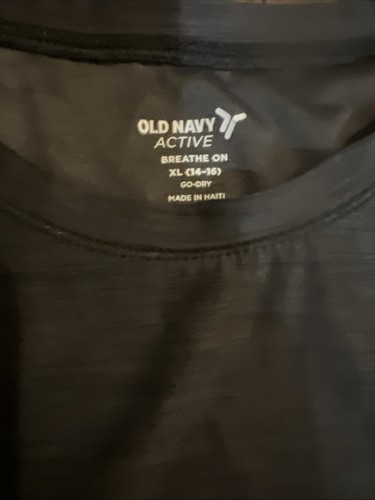 OLD NAVY
ACTIVE
BREATHE ON
XL (14-16)
GO-DRY
MADE IN HAITI